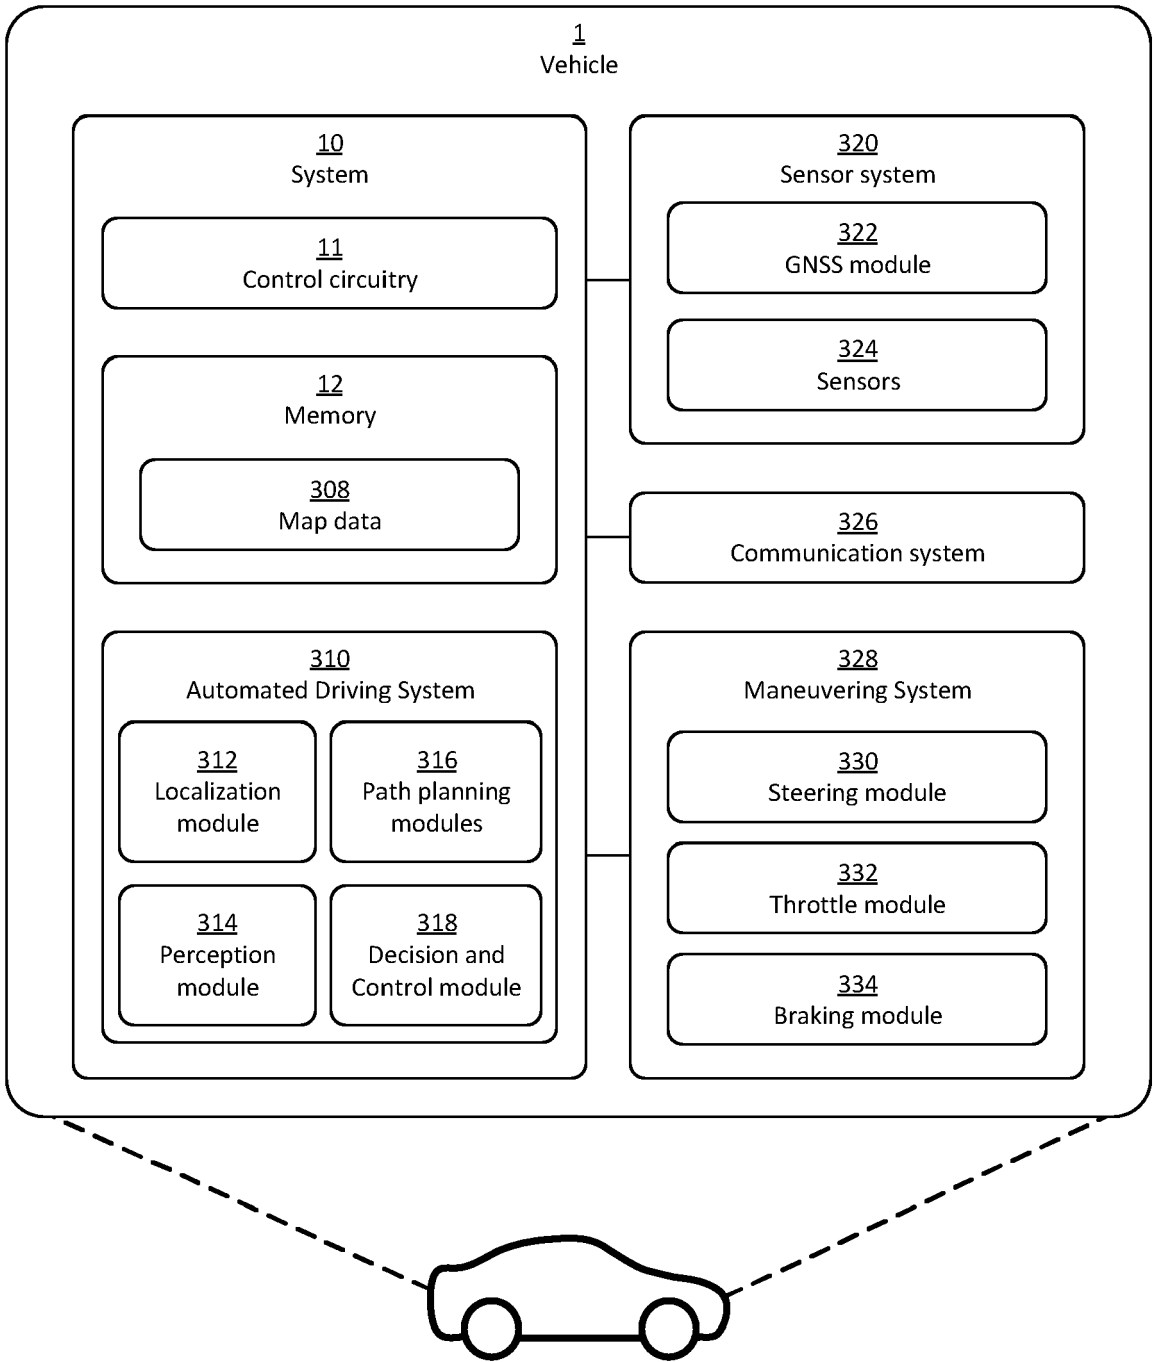 1
Vehicle
10
System
11
Control circuitry
12
Memory
308
Map data
310
Automated Driving System
312
Localization
module
316
Path planning
modules
314
Perception
module
318
Decision and
Control module
320
Sensor system
322
GNSS module
324
Sensors
326
Communication system
328
Maneuvering System
330
Steering module
332
Throttle module
334
Braking module